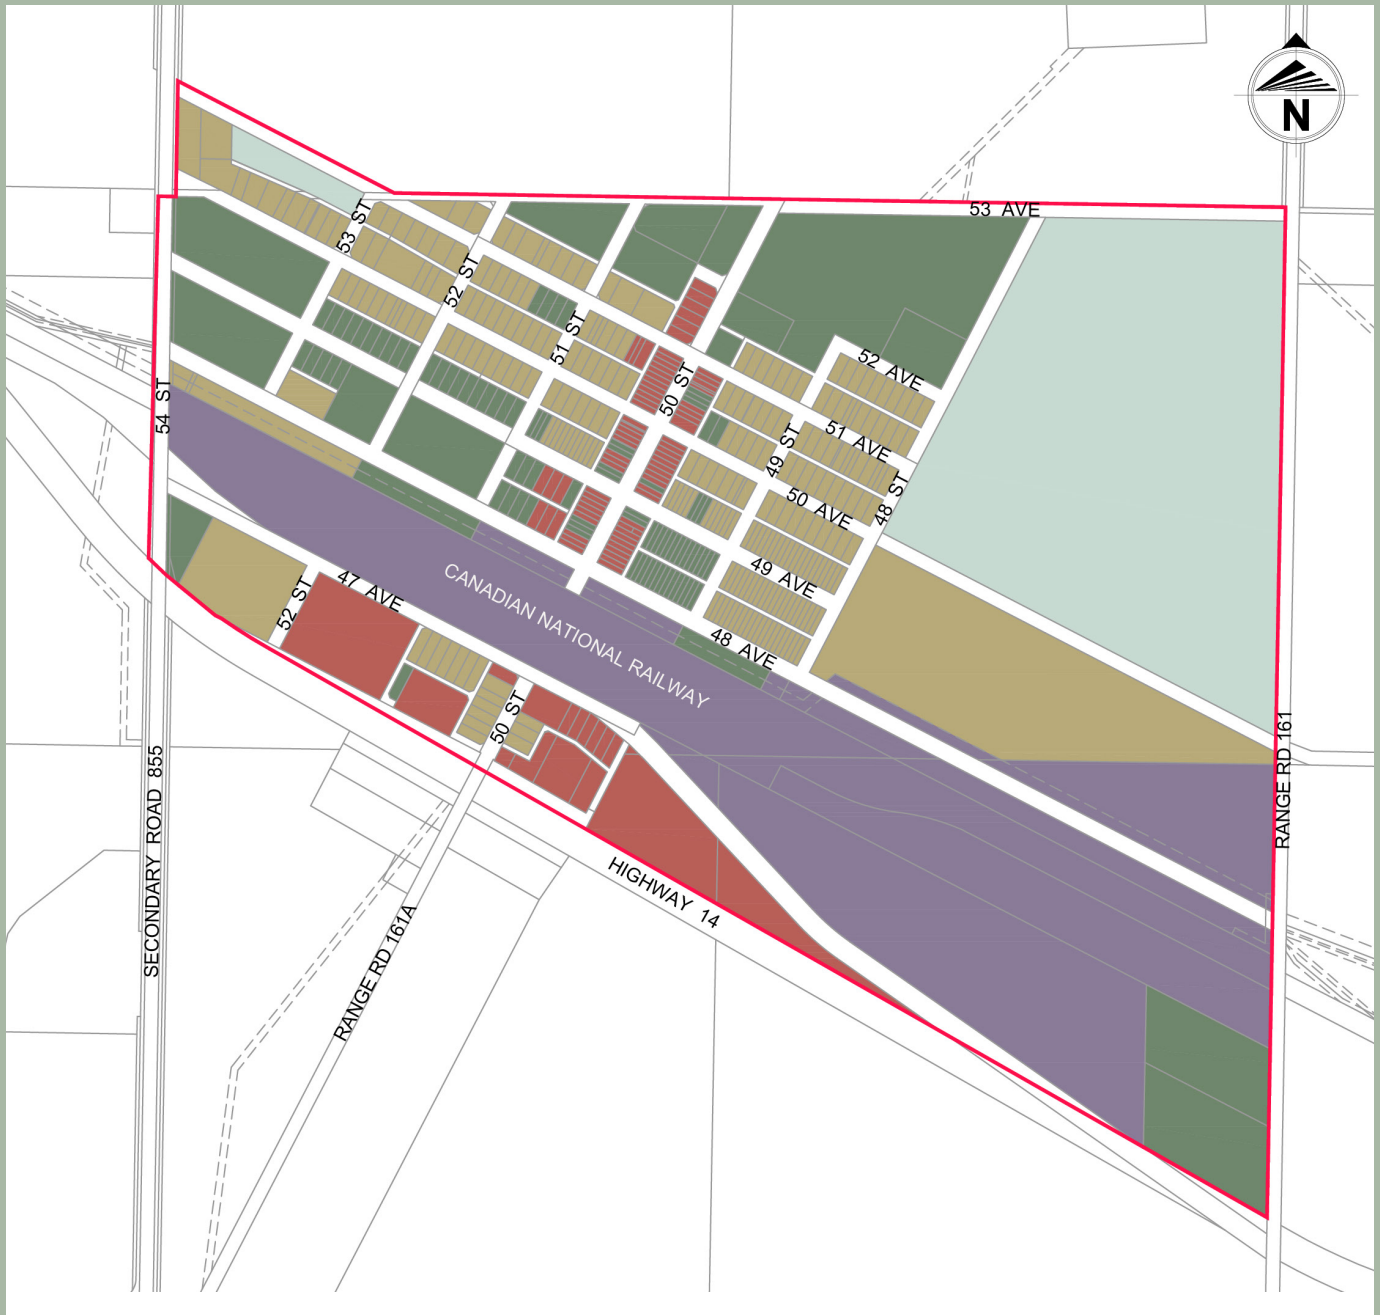 N
53 AVE
53 ST
52 ST
51 ST
50 ST
52 AVE
51 AVE
49 ST
50 AVE
48 ST
54 ST
49 AVE
48 AVE
CANADIAN NATIONAL RAILWAY
47 AVE
52 ST
50 ST
RANGE RD 161
SECONDARY ROAD 855
HIGHWAY 14
RANGE RD 161A